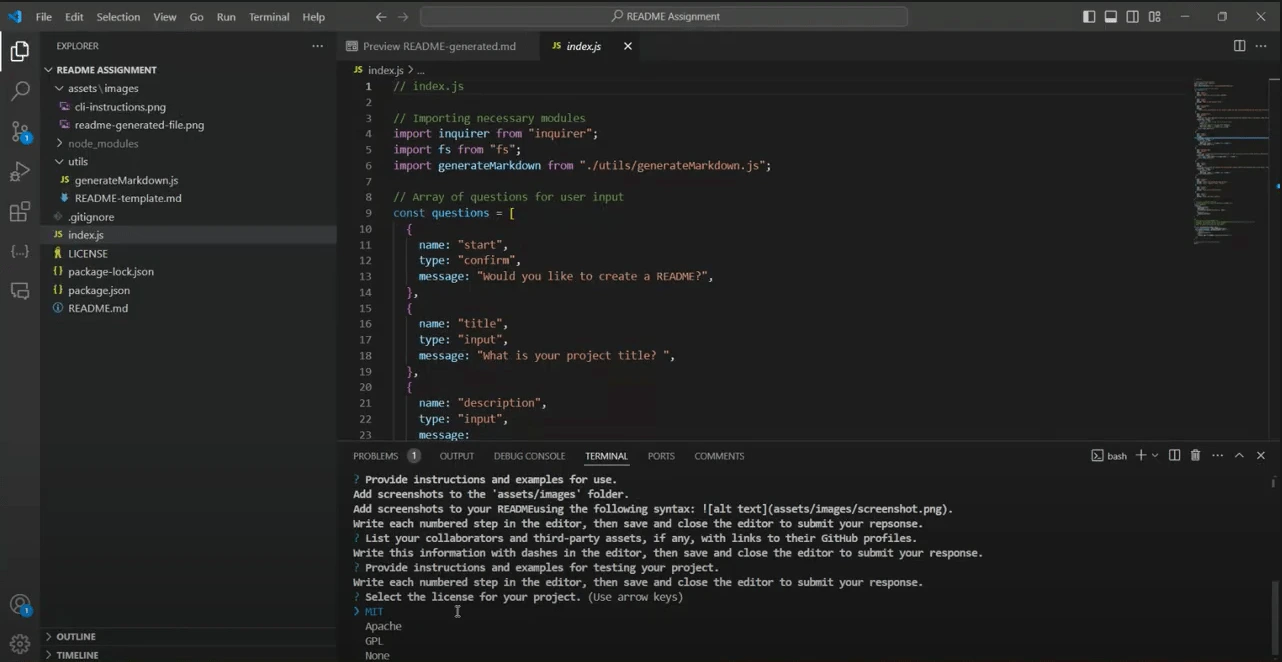 File Edit Selection View Go Run Terminal Help
README Assignment
EXPLORER
README ASSIGNMENT
assets\images
cli-instructions.png
readme-generated-file.png
node_modules
utils
JS generateMarkdown.js
README-template.md
.gitignore
JS index.js
LICENSE
{} package-lock.json
{} package.json
README.md
OUTLINE
TIMELINE
1
1
Preview README-generated.md
JS index.js
JS index.js > ...
1 // index.js
2
3 // Importing necessary modules
4 import inquirer from "inquirer";
5 import fs from "fs";
6 import generateMarkdown from "./utils/generateMarkdown.js";
7
8 // Array of questions for user input
9 const questions = [
10 {
11 name: "start",
12 type: "confirm",
13 message: "Would you like to create a README?",
14 },
15 {
16 name: "title",
17 type: "input",
18 message: "What is your project title? ",
19 },
20 {
21 name: "description",
22 type: "input",
23 message:
PROBLEMS 1 OUTPUT DEBUG CONSOLE TERMINAL PORTS COMMENTS
bash
? Provide instructions and examples for use.
Add screenshots to the 'assets/images' folder.
Add screenshots to your READMEusing the following syntax: ![alt text](assets/images/screenshot.png).
Write each numbered step in the editor, then save and close the editor to submit your repsonse.
? List your collaborators and third-party assets, if any, with links to their GitHub profiles.
Write this information with dashes in the editor, then save and close the editor to submit your response.
? Provide instructions and examples for testing your project.
Write each numbered step in the editor, then save and close the editor to submit your response.
? Select the license for your project. (Use arrow keys)
> MIT
Apache
GPL
None